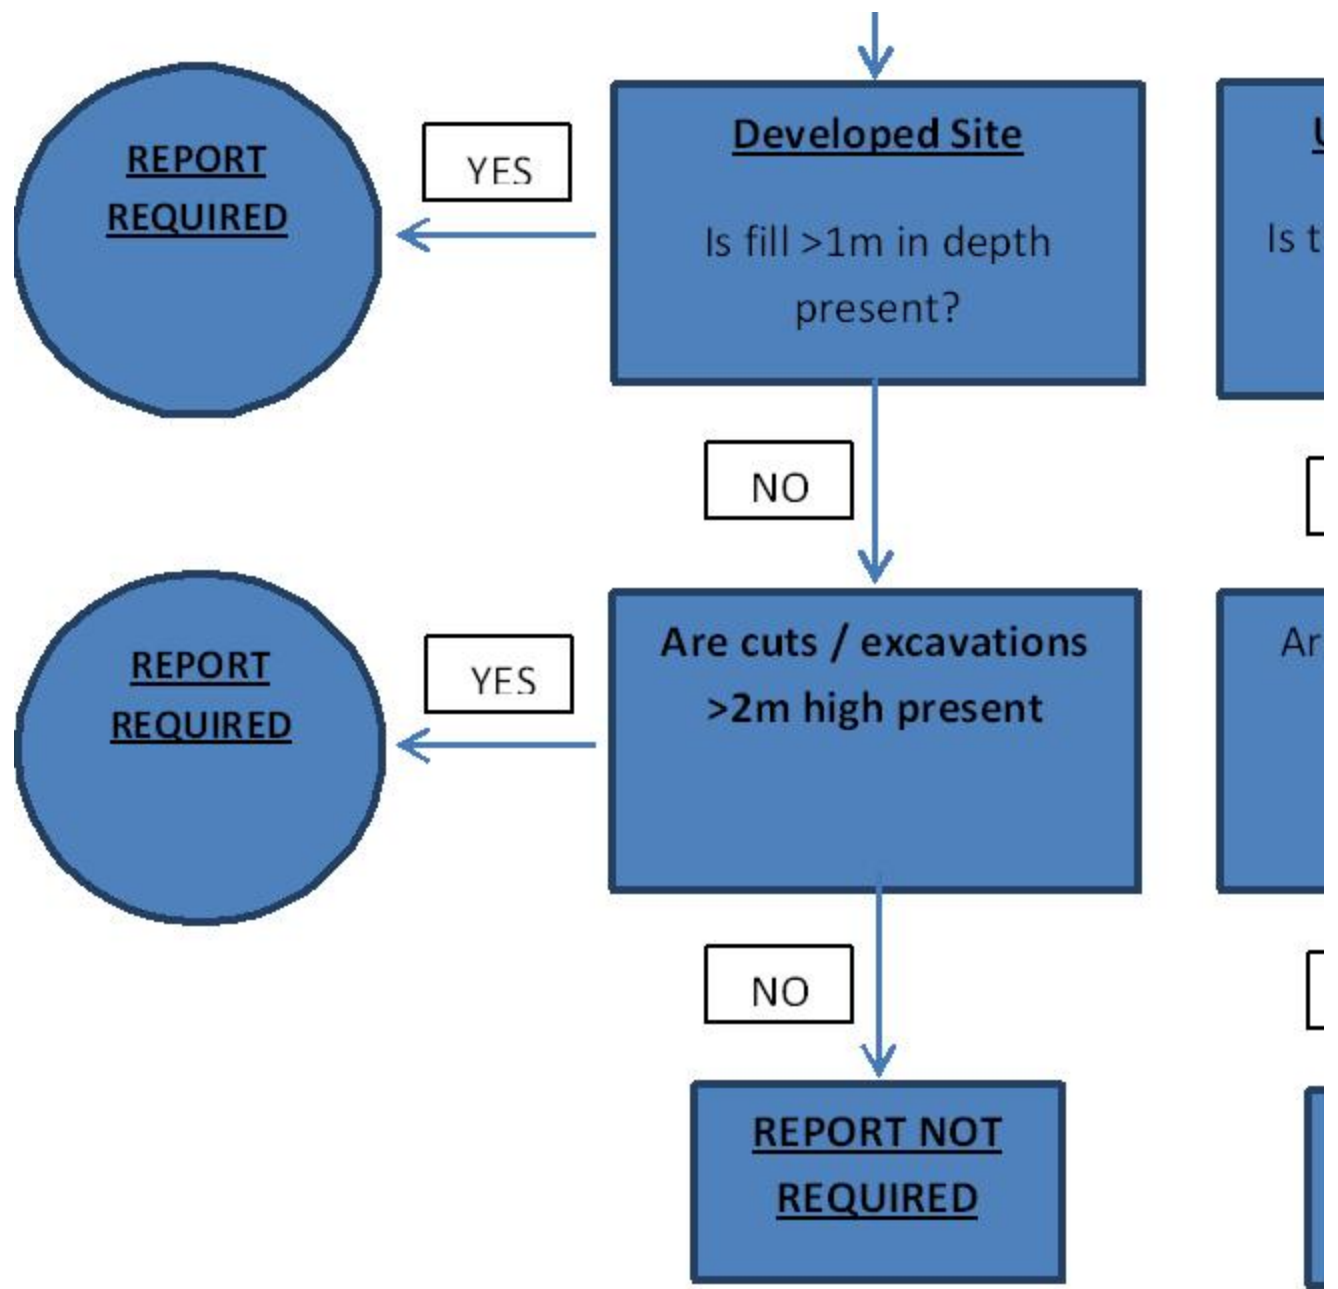 REPORT
REQUIRED
YES
Developed Site
Is fill >1m in depth
present?
NO
REPORT
REQUIRED
YES
Are cuts / excavations
>2m high present
NO
REPORT NOT
REQUIRED
Is